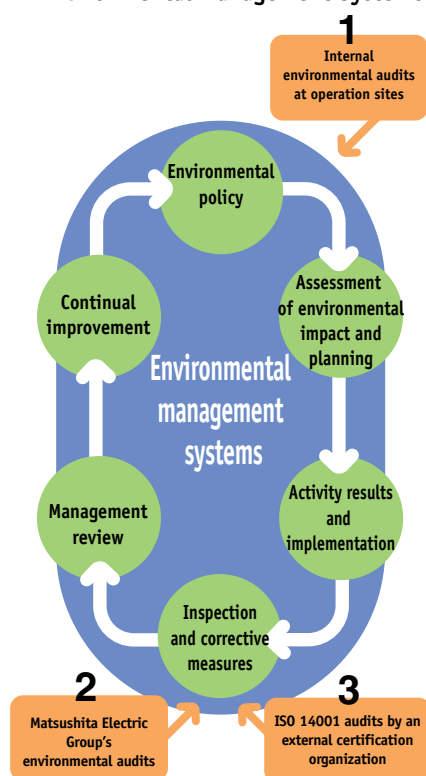 1
Internal
environmental audits
at operation sites
Environmental
policy
Assessment
of environmental
impact and
planning
Continual
improvement
Environmental
management
systems
Activity results
and
implementation
Management
review
Inspection
and corrective
measures
2
Matsushita Electric
Group's
environmental audits
3
ISO 14001 audits by an
external certification
organization